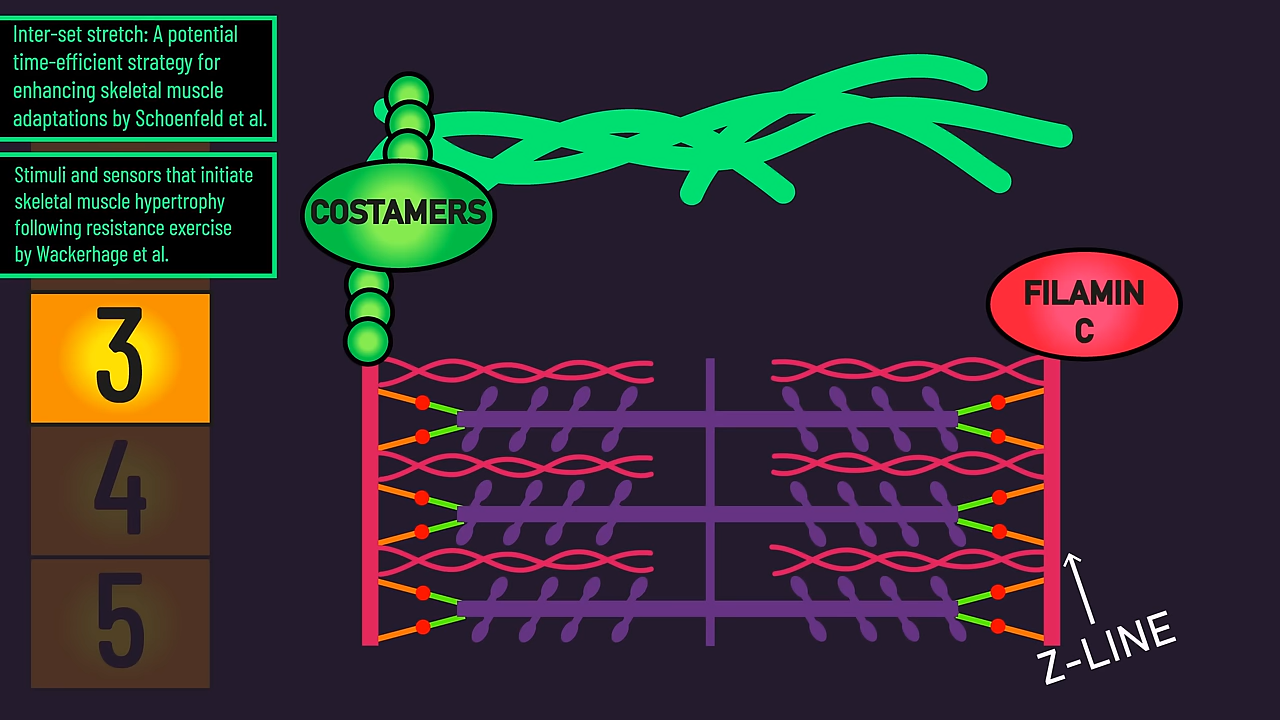 Inter-set stretch: A potential
time-efficient strategy for
enhancing skeletal muscle
adaptations by Schoenfeld et al.
Stimuli and sensors that initiate
skeletal muscle hypertrophy
following resistance exercise
by Wackerhage et al.
3
4
5
COSTAMERS
FILAMIN
C
Z-LINE